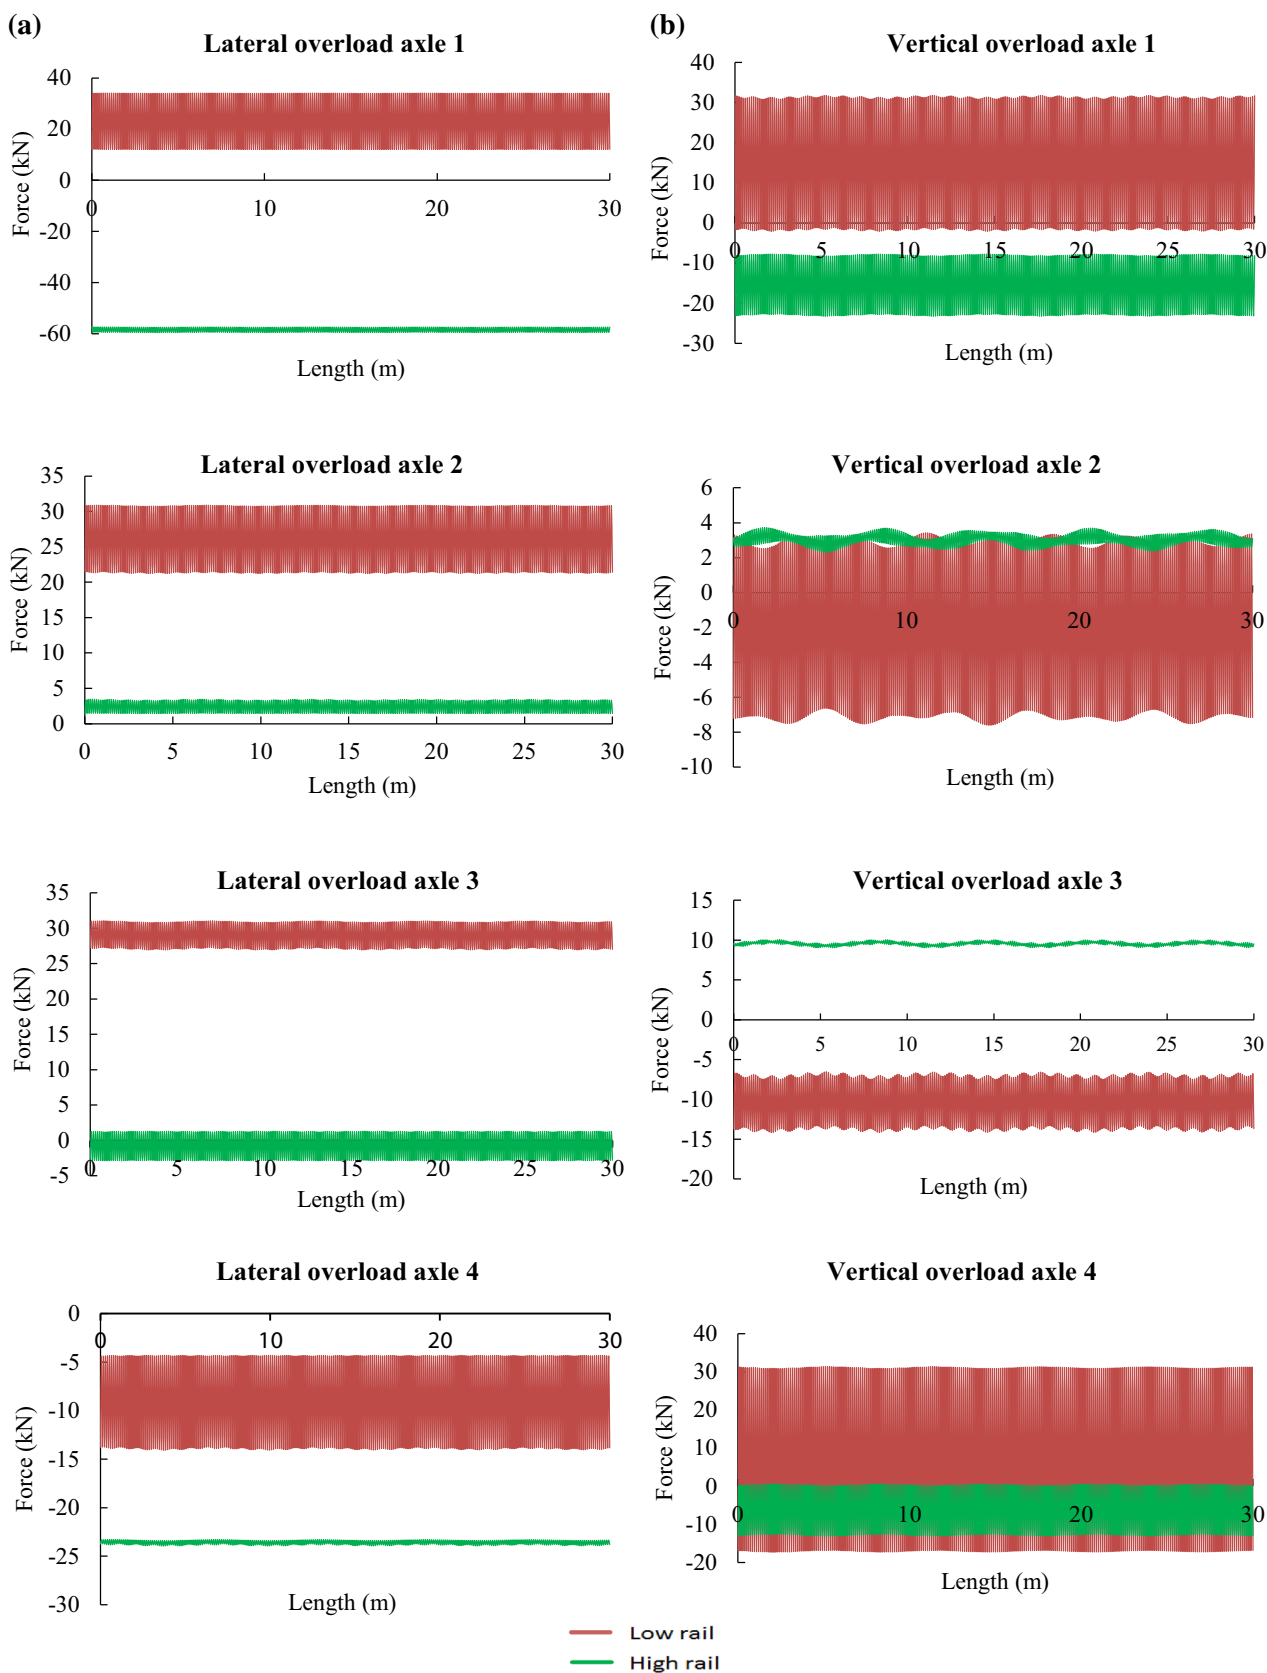 (a)
Lateral overload axle 1
40
20
0
-20
-40
-60
0 10 20 30
Force (kN)
Length (m)
(b)
Vertical overload axle 1
40
30
20
10
0
-10
-20
-30
0 5 10 15 20 25 30
Force (kN)
Length (m)
Lateral overload axle 2
35
30
25
20
15
10
5
0
0 5 10 15 20 25 30
Force (kN)
Length (m)
Vertical overload axle 2
6
4
2
0
-2
-4
-6
-8
-10
0 10 20 30
Force (kN)
Length (m)
Lateral overload axle 3
35
30
25
20
15
10
5
0
-5
0 5 10 15 20 25 30
Force (kN)
Length (m)
Vertical overload axle 3
15
10
5
0
-5
-10
-15
-20
0 5 10 15 20 25 30
Force (kN)
Length (m)
Lateral overload axle 4
0
-5
-10
-15
-20
-25
-30
0 10 20 30
Force (kN)
Length (m)
Vertical overload axle 4
40
30
20
10
0
-10
-20
0 10 20 30
Force (kN)
Length (m)
Low rail
High rail